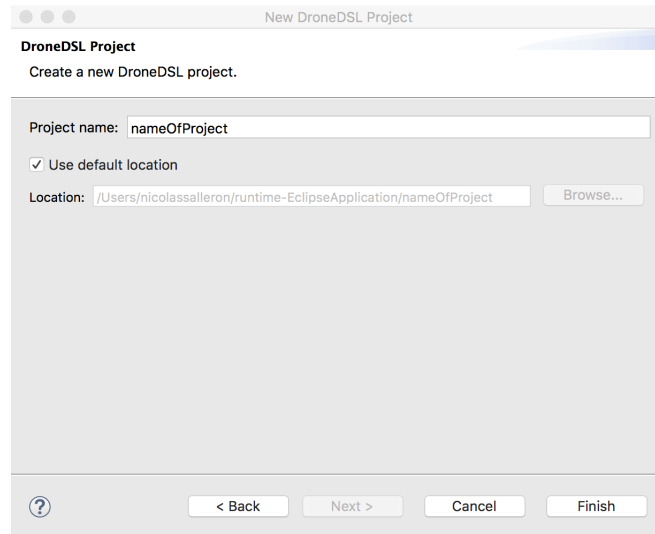 New DroneDSL Project
DroneDSL Project
Create a new DroneDSL project.
Project name: nameOfProject
Use default location
Location: /Users/nicolassalleron/runtime-EclipseApplication/nameOfProject Browse...
? < Back Next > Cancel Finish